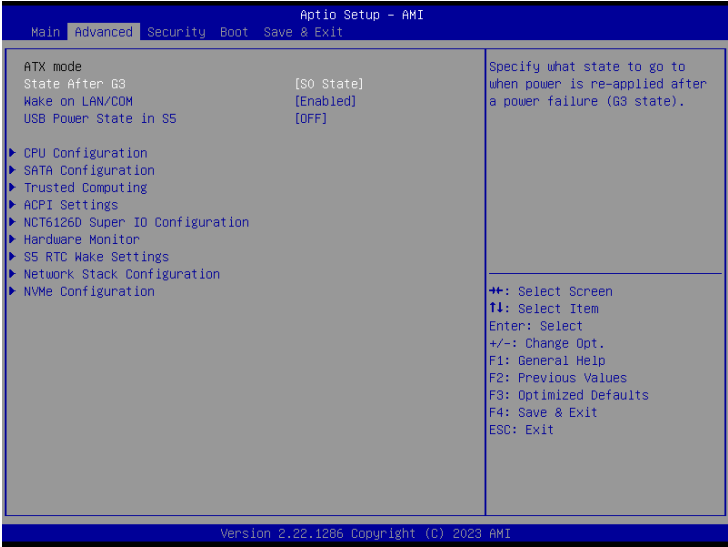 Aptio Setup - AMI
Main Advanced Security Boot Save & Exit
ATX mode
State After G3 [S0 State]
Wake on LAN/COM [Enabled]
USB Power State in S5 [OFF]
CPU Configuration
SATA Configuration
Trusted Computing
ACPI Settings
NCT6126D Super IO Configuration
Hardware Monitor
S5 RTC Wake Settings
Network Stack Configuration
NVMe Configuration
Specify what state to go to
when power is re-applied after
a power failure (G3 state).
→←: Select Screen
↑↓: Select Item
Enter: Select
+/-: Change Opt.
F1: General Help
F2: Previous Values
F3: Optimized Defaults
F4: Save & Exit
ESC: Exit
Version 2.22.1286 Copyright (C) 2023 AMI